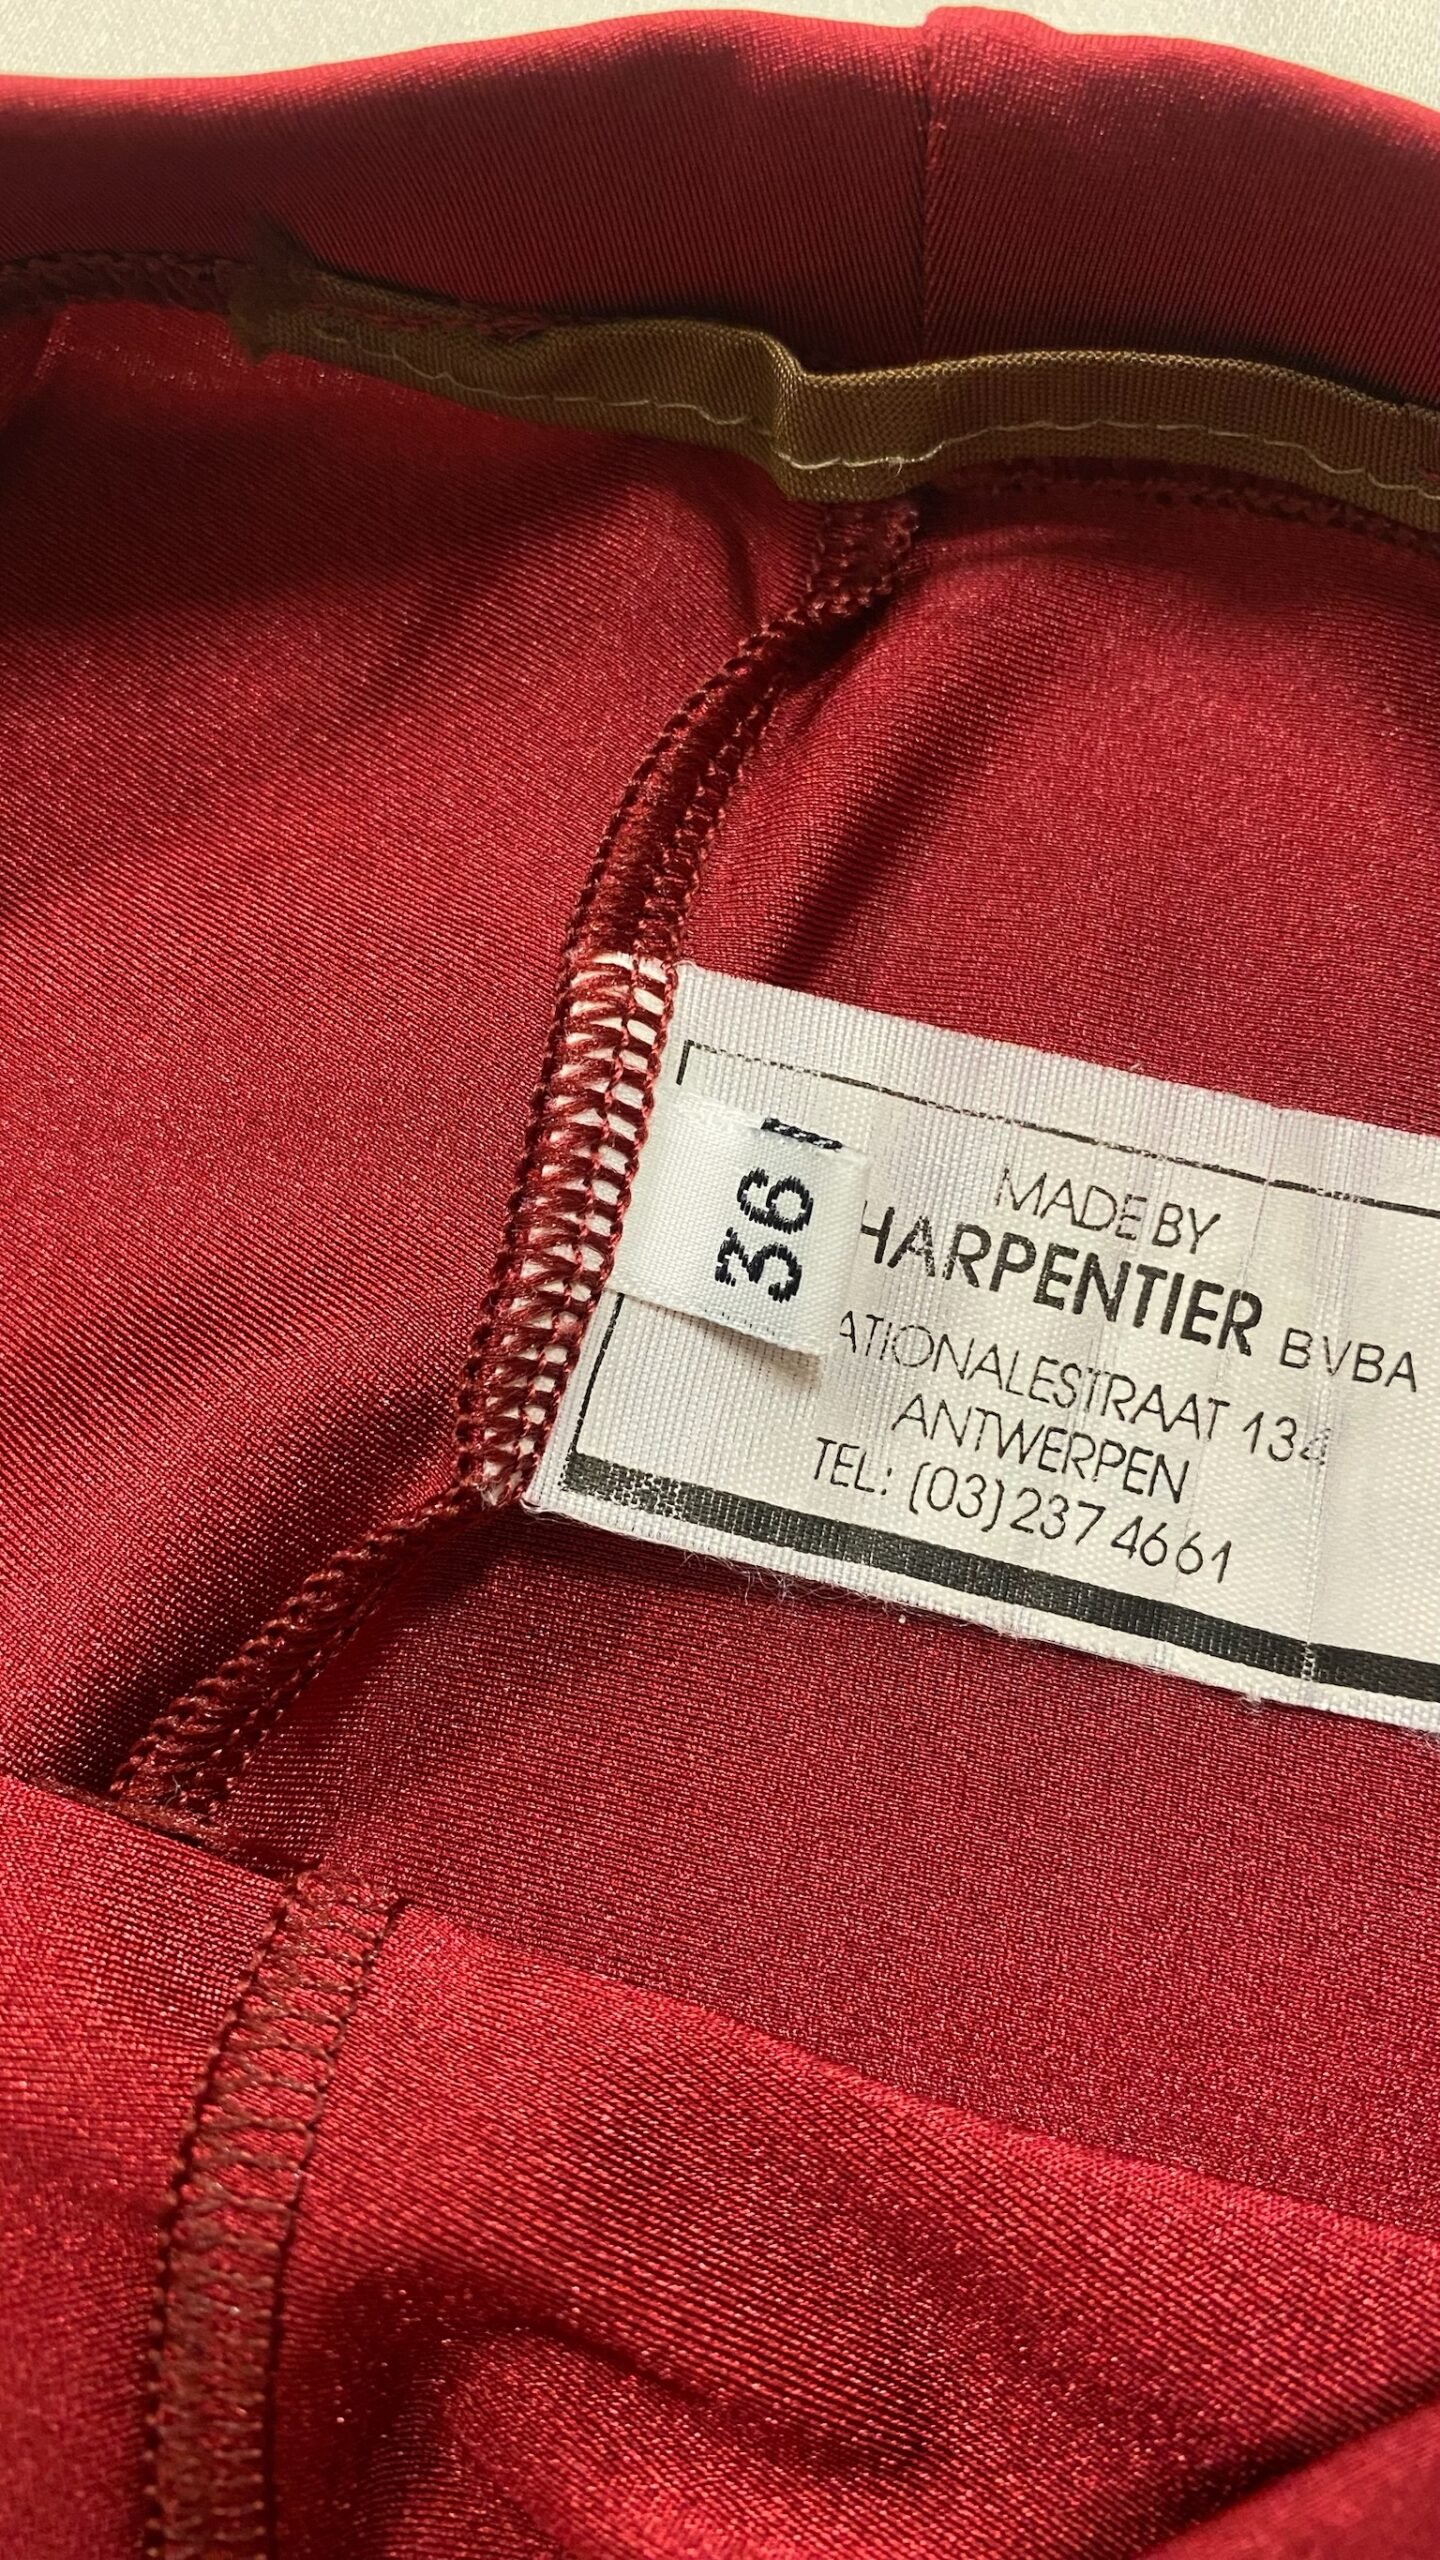 36
MADE BY
HARPENTIER BVBA
ATIONALESTRAAT 134
ANTWERPEN
TEL: (03) 237 46 61